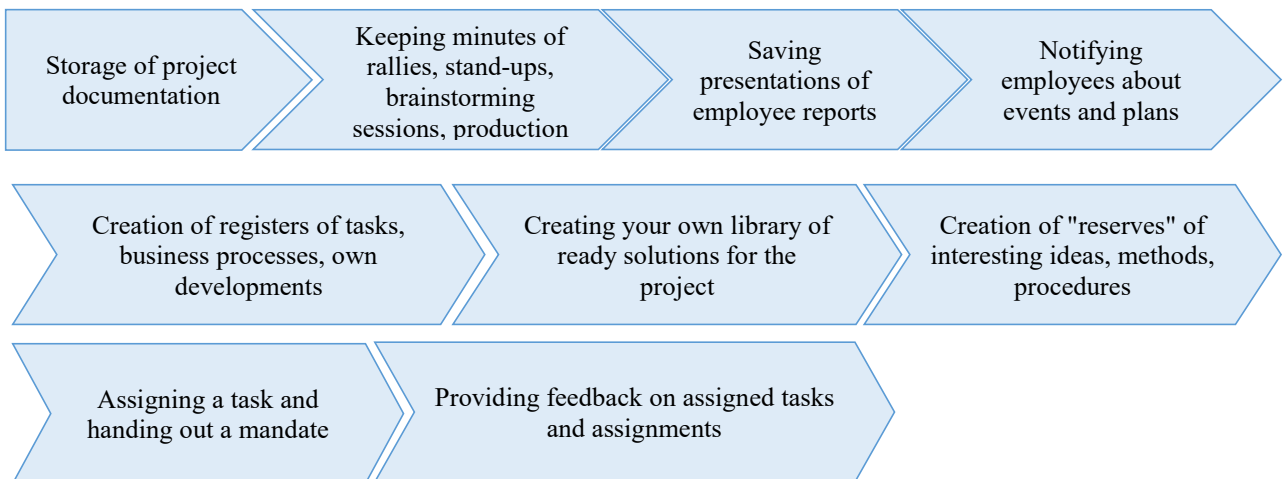 Storage of project
documentation
Keeping minutes of
rallies, stand-ups,
brainstorming
sessions, production
Saving
presentations of
employee reports
Notifying
employees about
events and plans
Creation of registers of tasks,
business processes, own
developments
Creating your own library of
ready solutions for the
project
Creation of "reserves" of
interesting ideas, methods,
procedures
Assigning a task and
handing out a mandate
Providing feedback on assigned tasks
and assignments